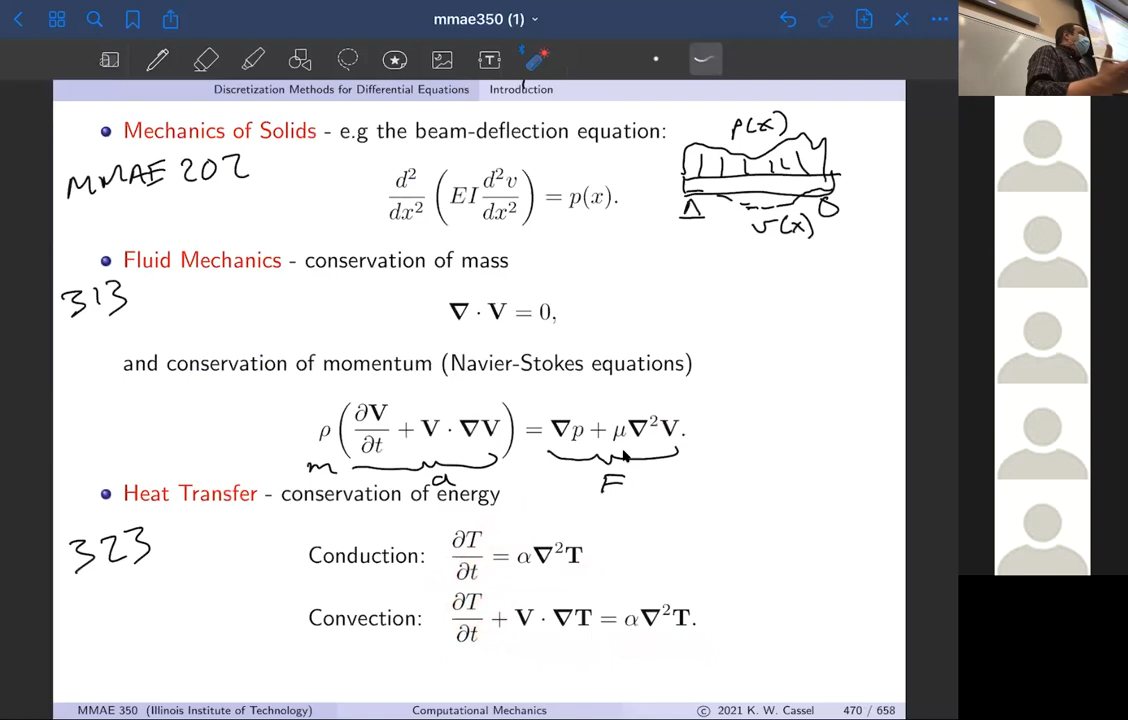 mmae350 (1)
Discretization Methods for Differential Equations Introduction
• Mechanics of Solids - e.g the beam-deflection equation:
MMAE 202
d²/dx² (EI d²v/dx²) = p(x).
p(x)
v(x)
• Fluid Mechanics - conservation of mass
313
∇ · V = 0,
and conservation of momentum (Navier-Stokes equations)
ρ (∂V/∂t + V · ∇V) = ∇p + μ∇²V.
m a F
• Heat Transfer - conservation of energy
323
Conduction: ∂T/∂t = α∇²T
Convection: ∂T/∂t + V · ∇T = α∇²T.
MMAE 350 (Illinois Institute of Technology) Computational Mechanics © 2021 K. W. Cassel 470 / 658